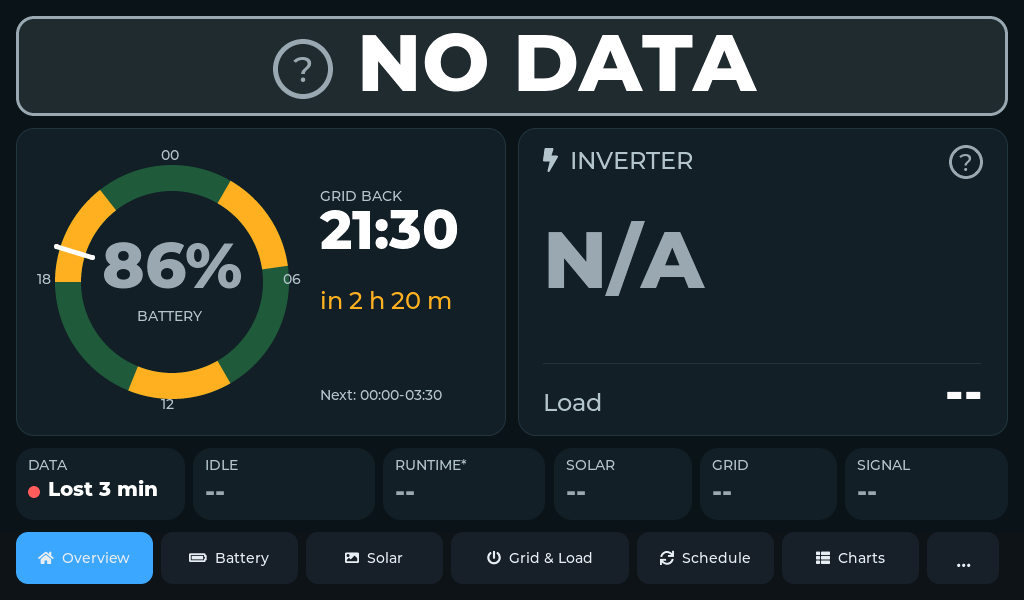 ? NO DATA
00
18
06
12
86%
BATTERY
GRID BACK
21:30
in 2 h 20 m
Next: 00:00-03:30
INVERTER
?
N/A
Load
--
DATA
Lost 3 min
IDLE
--
RUNTIME*
--
SOLAR
--
GRID
--
SIGNAL
--
Overview
Battery
Solar
Grid & Load
Schedule
Charts
...